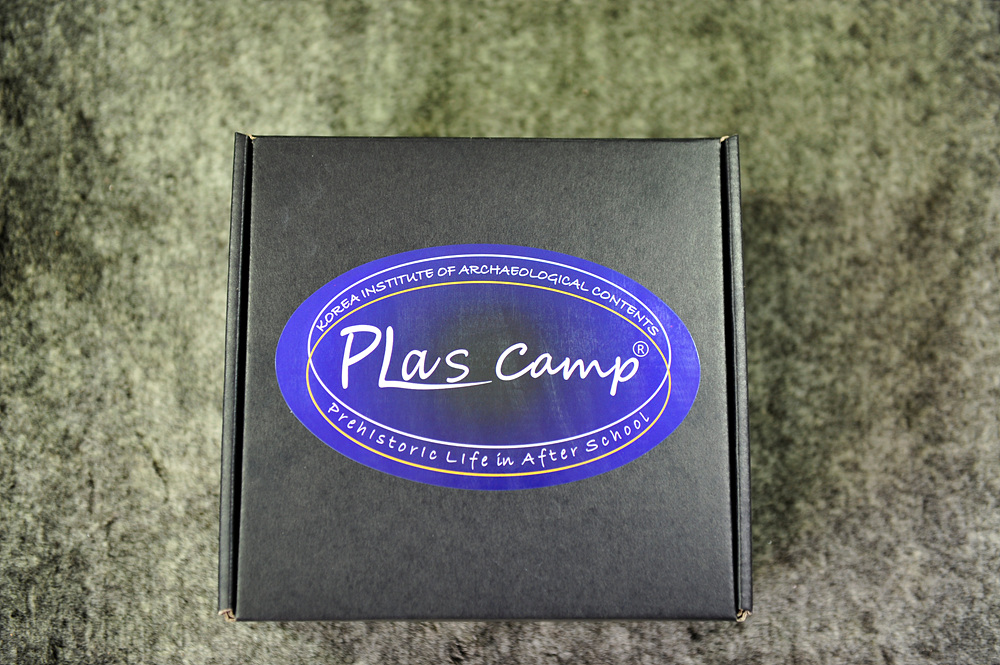 KOREA INSTITUTE OF ARCHAEOLOGICAL CONTENTS
PLas camp®
Prehistoric Life in After School